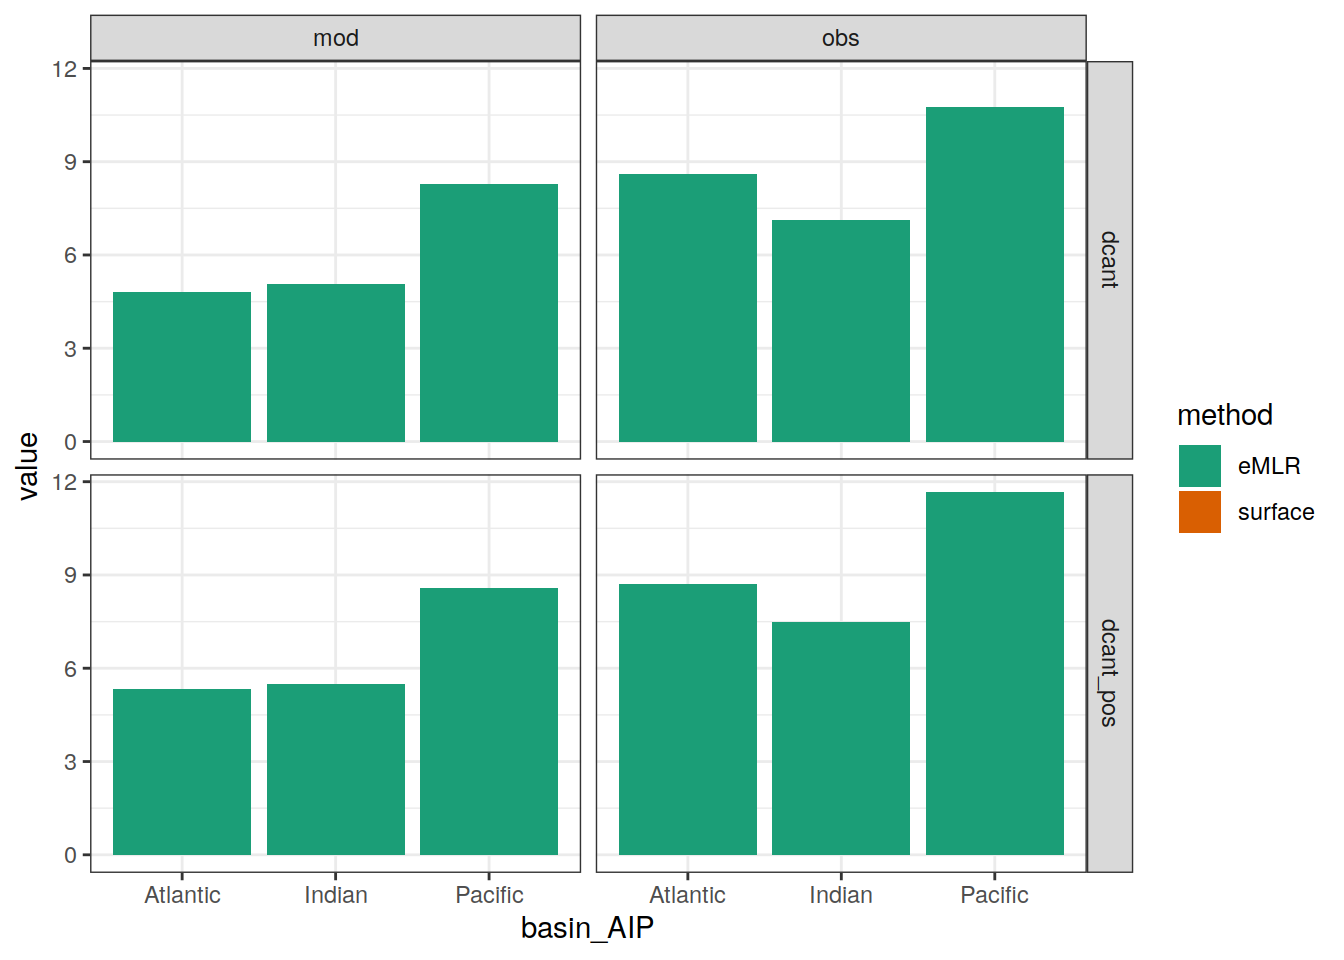 mod
obs
12
9
6
3
0
dcant
12
9
6
3
0
dcant_pos
value
Atlantic
Indian
Pacific
Atlantic
Indian
Pacific
basin_AIP
method
eMLR
surface